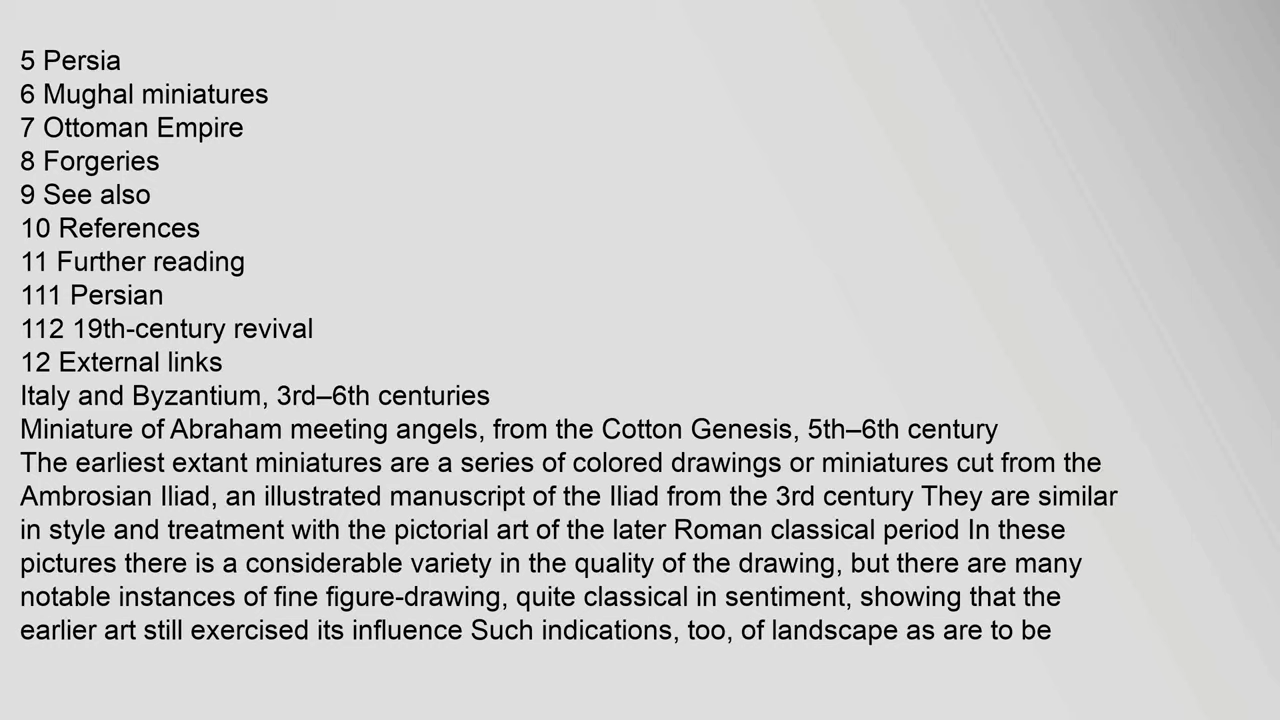 5 Persia
6 Mughal miniatures
7 Ottoman Empire
8 Forgeries
9 See also
10 References
11 Further reading
111 Persian
112 19th-century revival
12 External links
Italy and Byzantium, 3rd–6th centuries
Miniature of Abraham meeting angels, from the Cotton Genesis, 5th–6th century
The earliest extant miniatures are a series of colored drawings or miniatures cut from the
Ambrosian Iliad, an illustrated manuscript of the Iliad from the 3rd century They are similar
in style and treatment with the pictorial art of the later Roman classical period In these
pictures there is a considerable variety in the quality of the drawing, but there are many
notable instances of fine figure-drawing, quite classical in sentiment, showing that the
earlier art still exercised its influence Such indications, too, of landscape as are to be